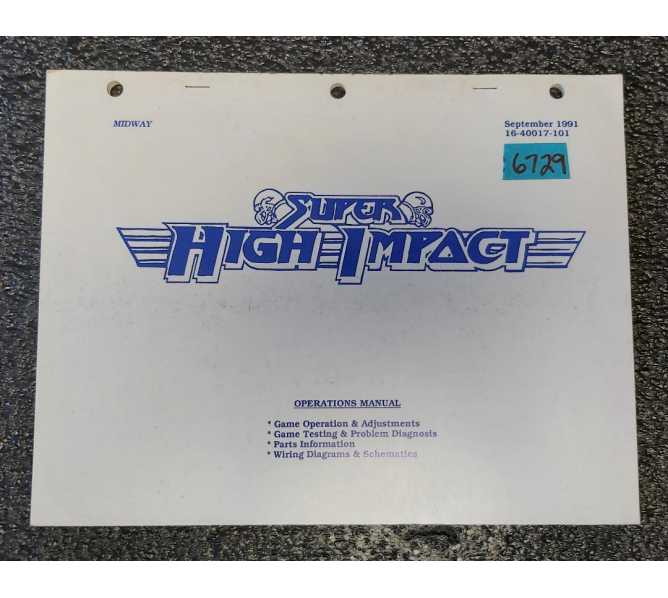 MIDWAY
September 1991
16-40017-101
6729
SUPER
HIGH IMPACT
OPERATIONS MANUAL
* Game Operation & Adjustments
* Game Testing & Problem Diagnosis
* Parts Information
* Wiring Diagrams & Schematics